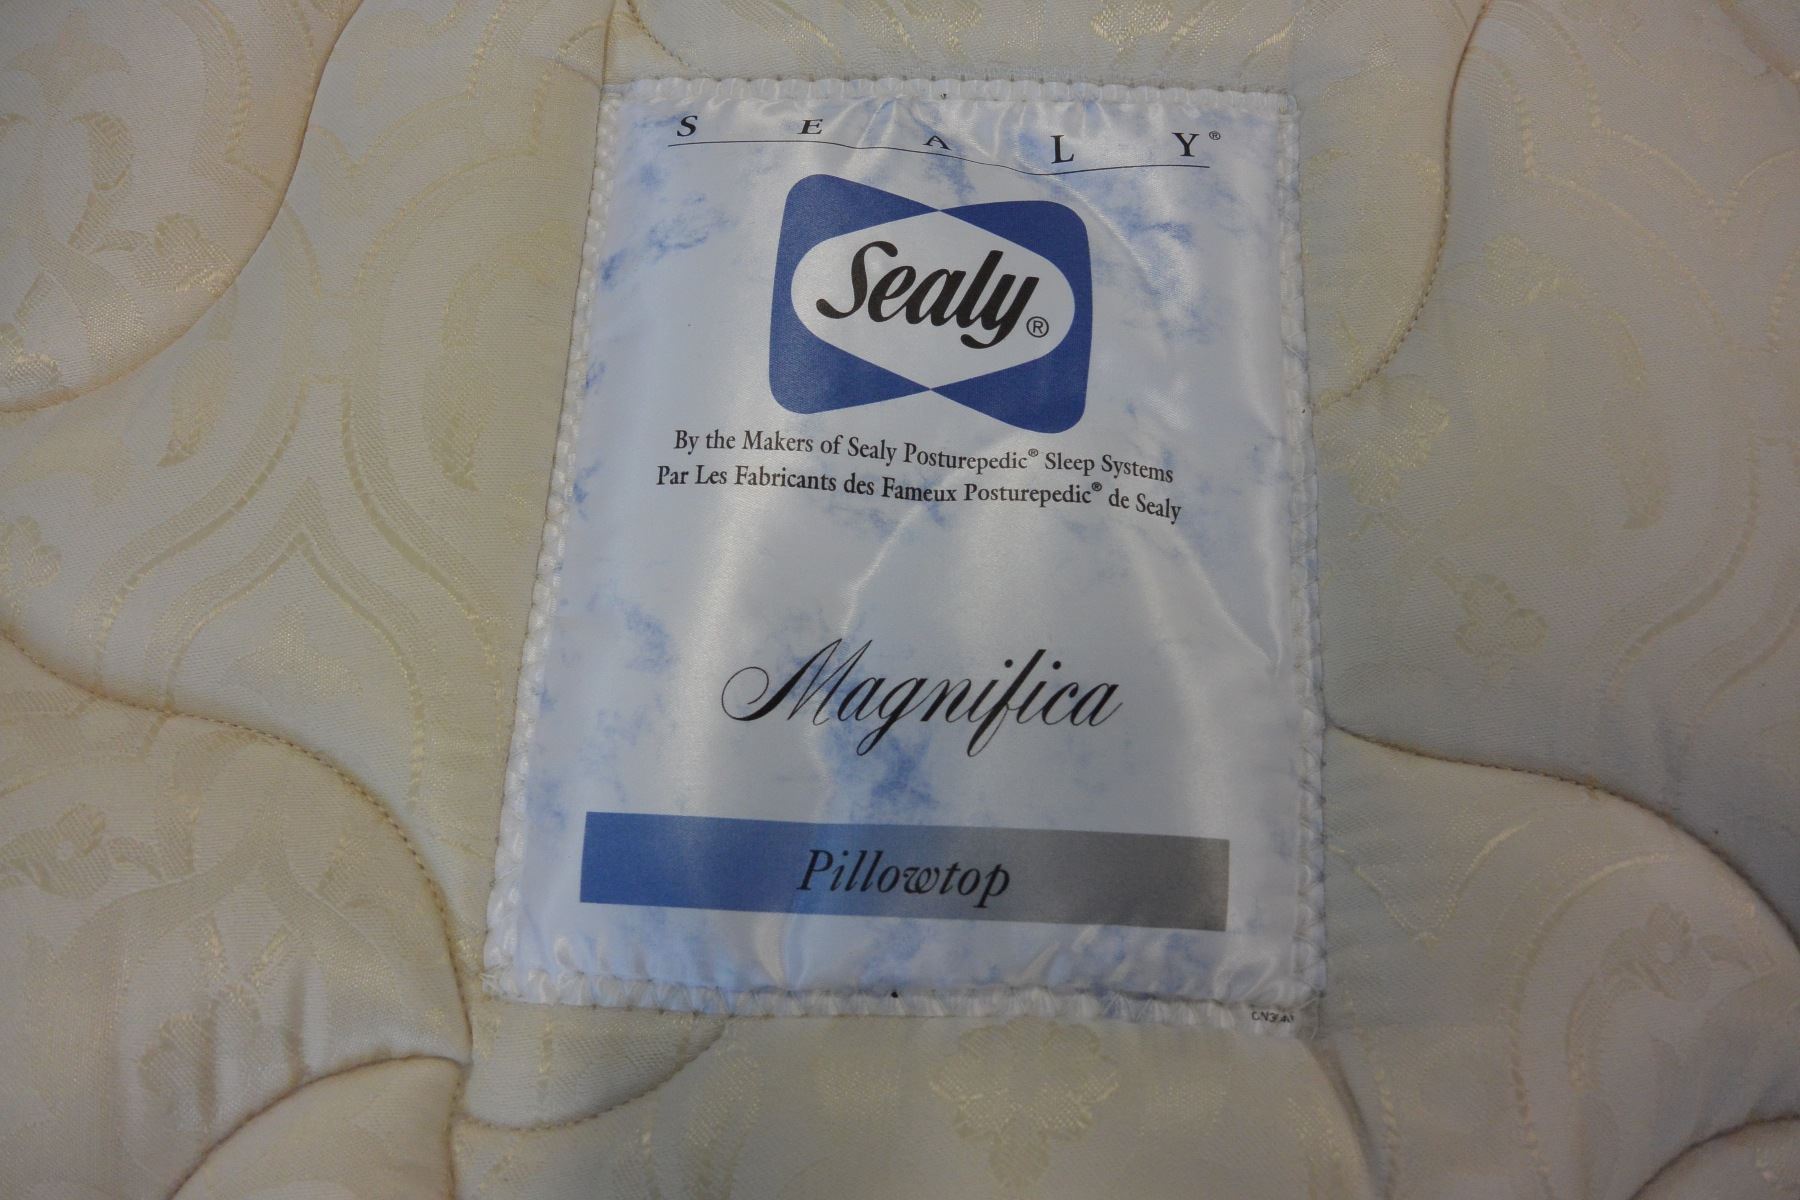 SEALY®
Sealy®
By the Makers of Sealy Posturepedic® Sleep Systems
Par Les Fabricants des Fameux Posturepedic® de Sealy
Magnifica
Pillowtop